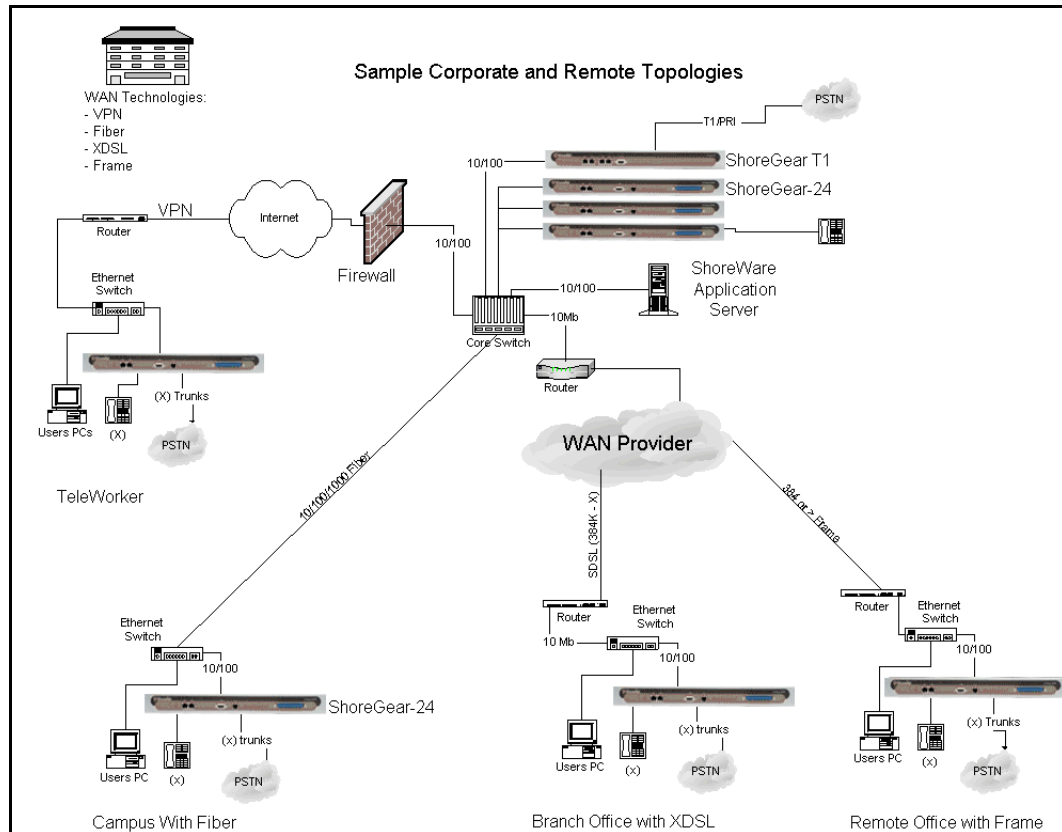 Sample Corporate and Remote Topologies
WAN Technologies:
- VPN
- Fiber
- XDSL
- Frame
PSTN
T1/PRI
10/100
ShoreGear T1
ShoreGear-24
VPN
Internet
Router
Firewall
10/100
Ethernet
Switch
ShoreWare
Application
Server
10/100
10Mb
Core Switch
Router
(X) Trunks
Users PCs
(X)
PSTN
TeleWorker
WAN Provider
10/100/1000 Fiber
SDSL (384K - X)
384 or > Frame
Ethernet
Switch
10/100
ShoreGear-24
(x) trunks
Users PC
(x)
PSTN
Campus With Fiber
Router
10 Mb
Ethernet
Switch
10/100
(x) trunks
Users PC
(x)
PSTN
Branch Office with XDSL
Router
Ethernet
Switch
10/100
(x) Trunks
Users PC
(x)
PSTN
Remote Office with Frame